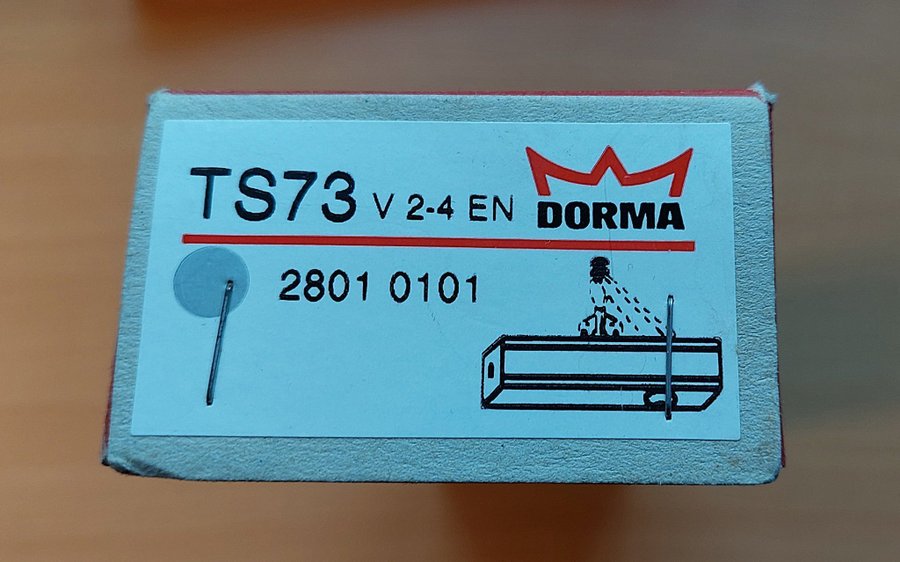 TS73 V 2-4 EN
DORMA
2801 0101